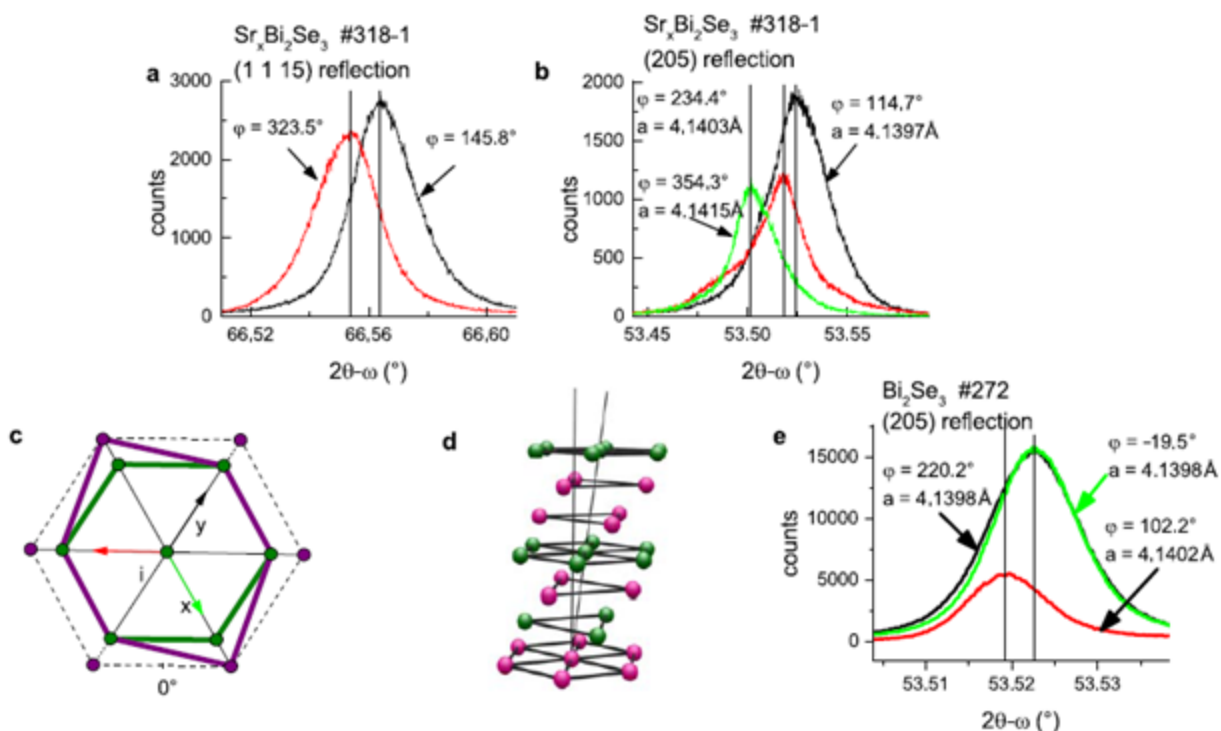 Sr_xBi_2Se_3 #318-1
(1 1 15) reflection
a
3000
2000
1000
0
counts
φ = 323.5°
φ = 145.8°
66,52
66,56
66,60
2θ-ω (°)
Sr_xBi_2Se_3 #318-1
(205) reflection
b
2000
1500
1000
500
0
counts
φ = 234.4°
a = 4,1403Å
φ = 114,7°
a = 4.1397Å
φ = 354,3°
a = 4.1415Å
53.45
53.50
53.55
2θ-ω (°)
c
y
i
x
0°
d
Bi_2Se_3 #272
(205) reflection
e
15000
10000
5000
0
counts
φ = 220.2°
a = 4,1398Å
φ = -19.5°
a = 4.1398Å
φ = 102.2°
a = 4,1402Å
53.51
53.52
53.53
2θ-ω (°)